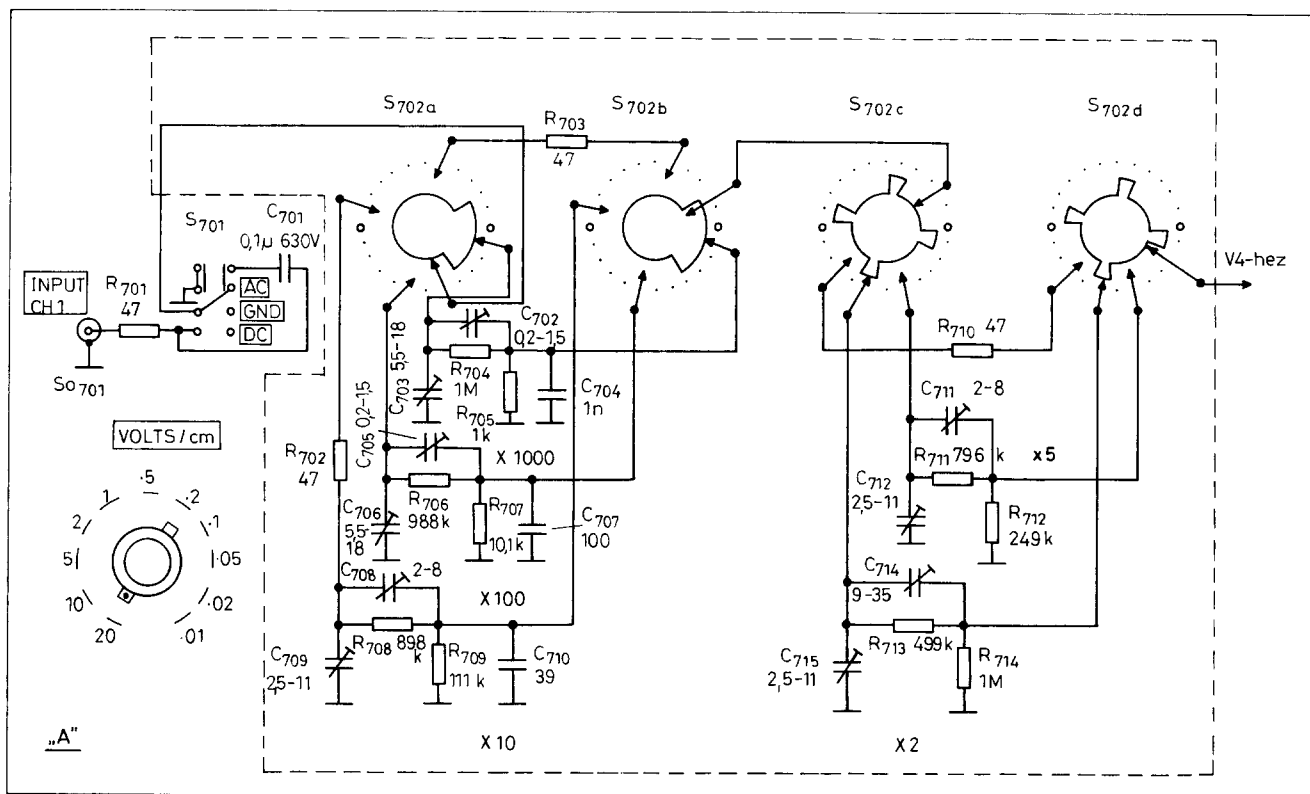 S702a
S702b
S702c
S702d
R703
47
S701
C701
0,1µ 630V
INPUT
CH1
R701
47
AC
GND
DC
So701
V4-hez
C702
0,2–1,5
R704
1M
C703 5,5–18
R705
1k
C704
1n
R710 47
X 1000
C705 0,2–1,5
R706
988k
R707
10,1k
C706
5,5–
18
C707
100
C711 2–8
R711 796 k
x5
C712
2,5–11
R712
249k
VOLTS/cm
.5
1
.2
2
.1
5
.05
10
.02
20
.01
R702
47
C708 2–8
X100
R708 898
k
R709
111 k
C709
2,5–11
C710
39
C714
9–35
R713 499k
C715
2,5–11
R714
1M
„A"
X10
X2